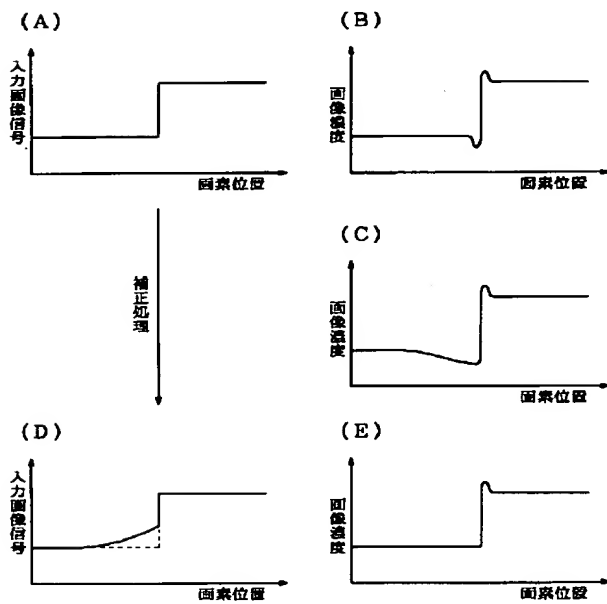 (A)
入力画像信号
画素位置
(B)
画像濃度
画素位置
補正処理
(C)
画像濃度
画素位置
(D)
入力画像信号
画素位置
(E)
画像濃度
画素位置